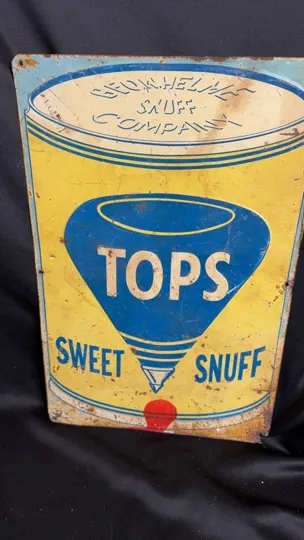 GEO. W. HELME
SNUFF
COMPANY
TOPS
SWEET SNUFF